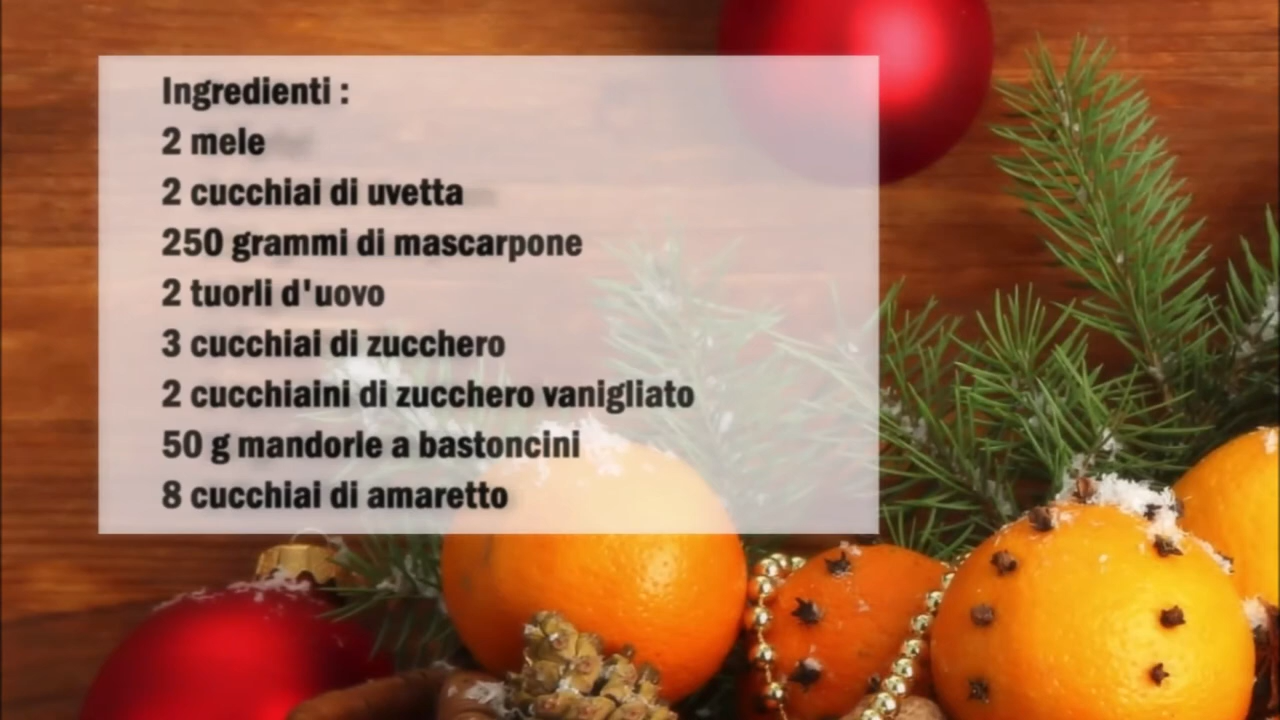 Ingredienti :
2 mele
2 cucchiai di uvetta
250 grammi di mascarpone
2 tuorli d'uovo
3 cucchiai di zucchero
2 cucchiaini di zucchero vanigliato
50 g mandorle a bastoncini
8 cucchiai di amaretto